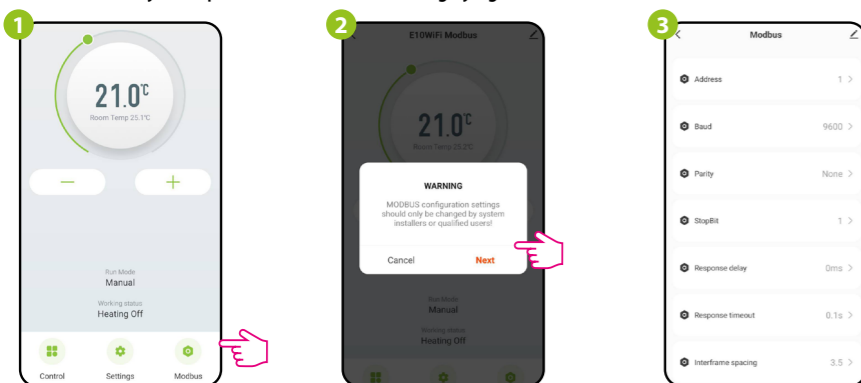 1
21.0℃
Room Temp 25.1℃
Run Mode
Manual
Working status
Heating Off
Control Settings Modbus
2
E10WiFi Modbus
21.0℃
Room Temp 25.2℃
WARNING
MODBUS configuration settings
should only be changed by system
installers or qualified users!
Cancel Next
Run Mode
Manual
Working status
Heating Off
3
Modbus
Address 1 >
Baud 9600 >
Parity None >
StopBit 1 >
Response delay 0ms >
Response timeout 0.1s >
Interframe spacing 3.5 >